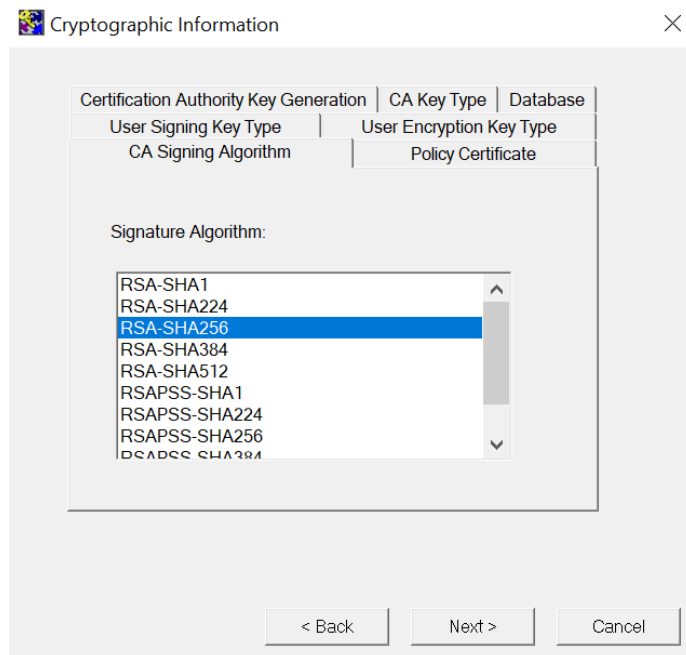 Cryptographic Information
Certification Authority Key Generation CA Key Type Database
User Signing Key Type User Encryption Key Type
CA Signing Algorithm Policy Certificate
Signature Algorithm:
RSA-SHA1
RSA-SHA224
RSA-SHA256
RSA-SHA384
RSA-SHA512
RSAPSS-SHA1
RSAPSS-SHA224
RSAPSS-SHA256
RSAPSS-SHA384
< Back Next > Cancel